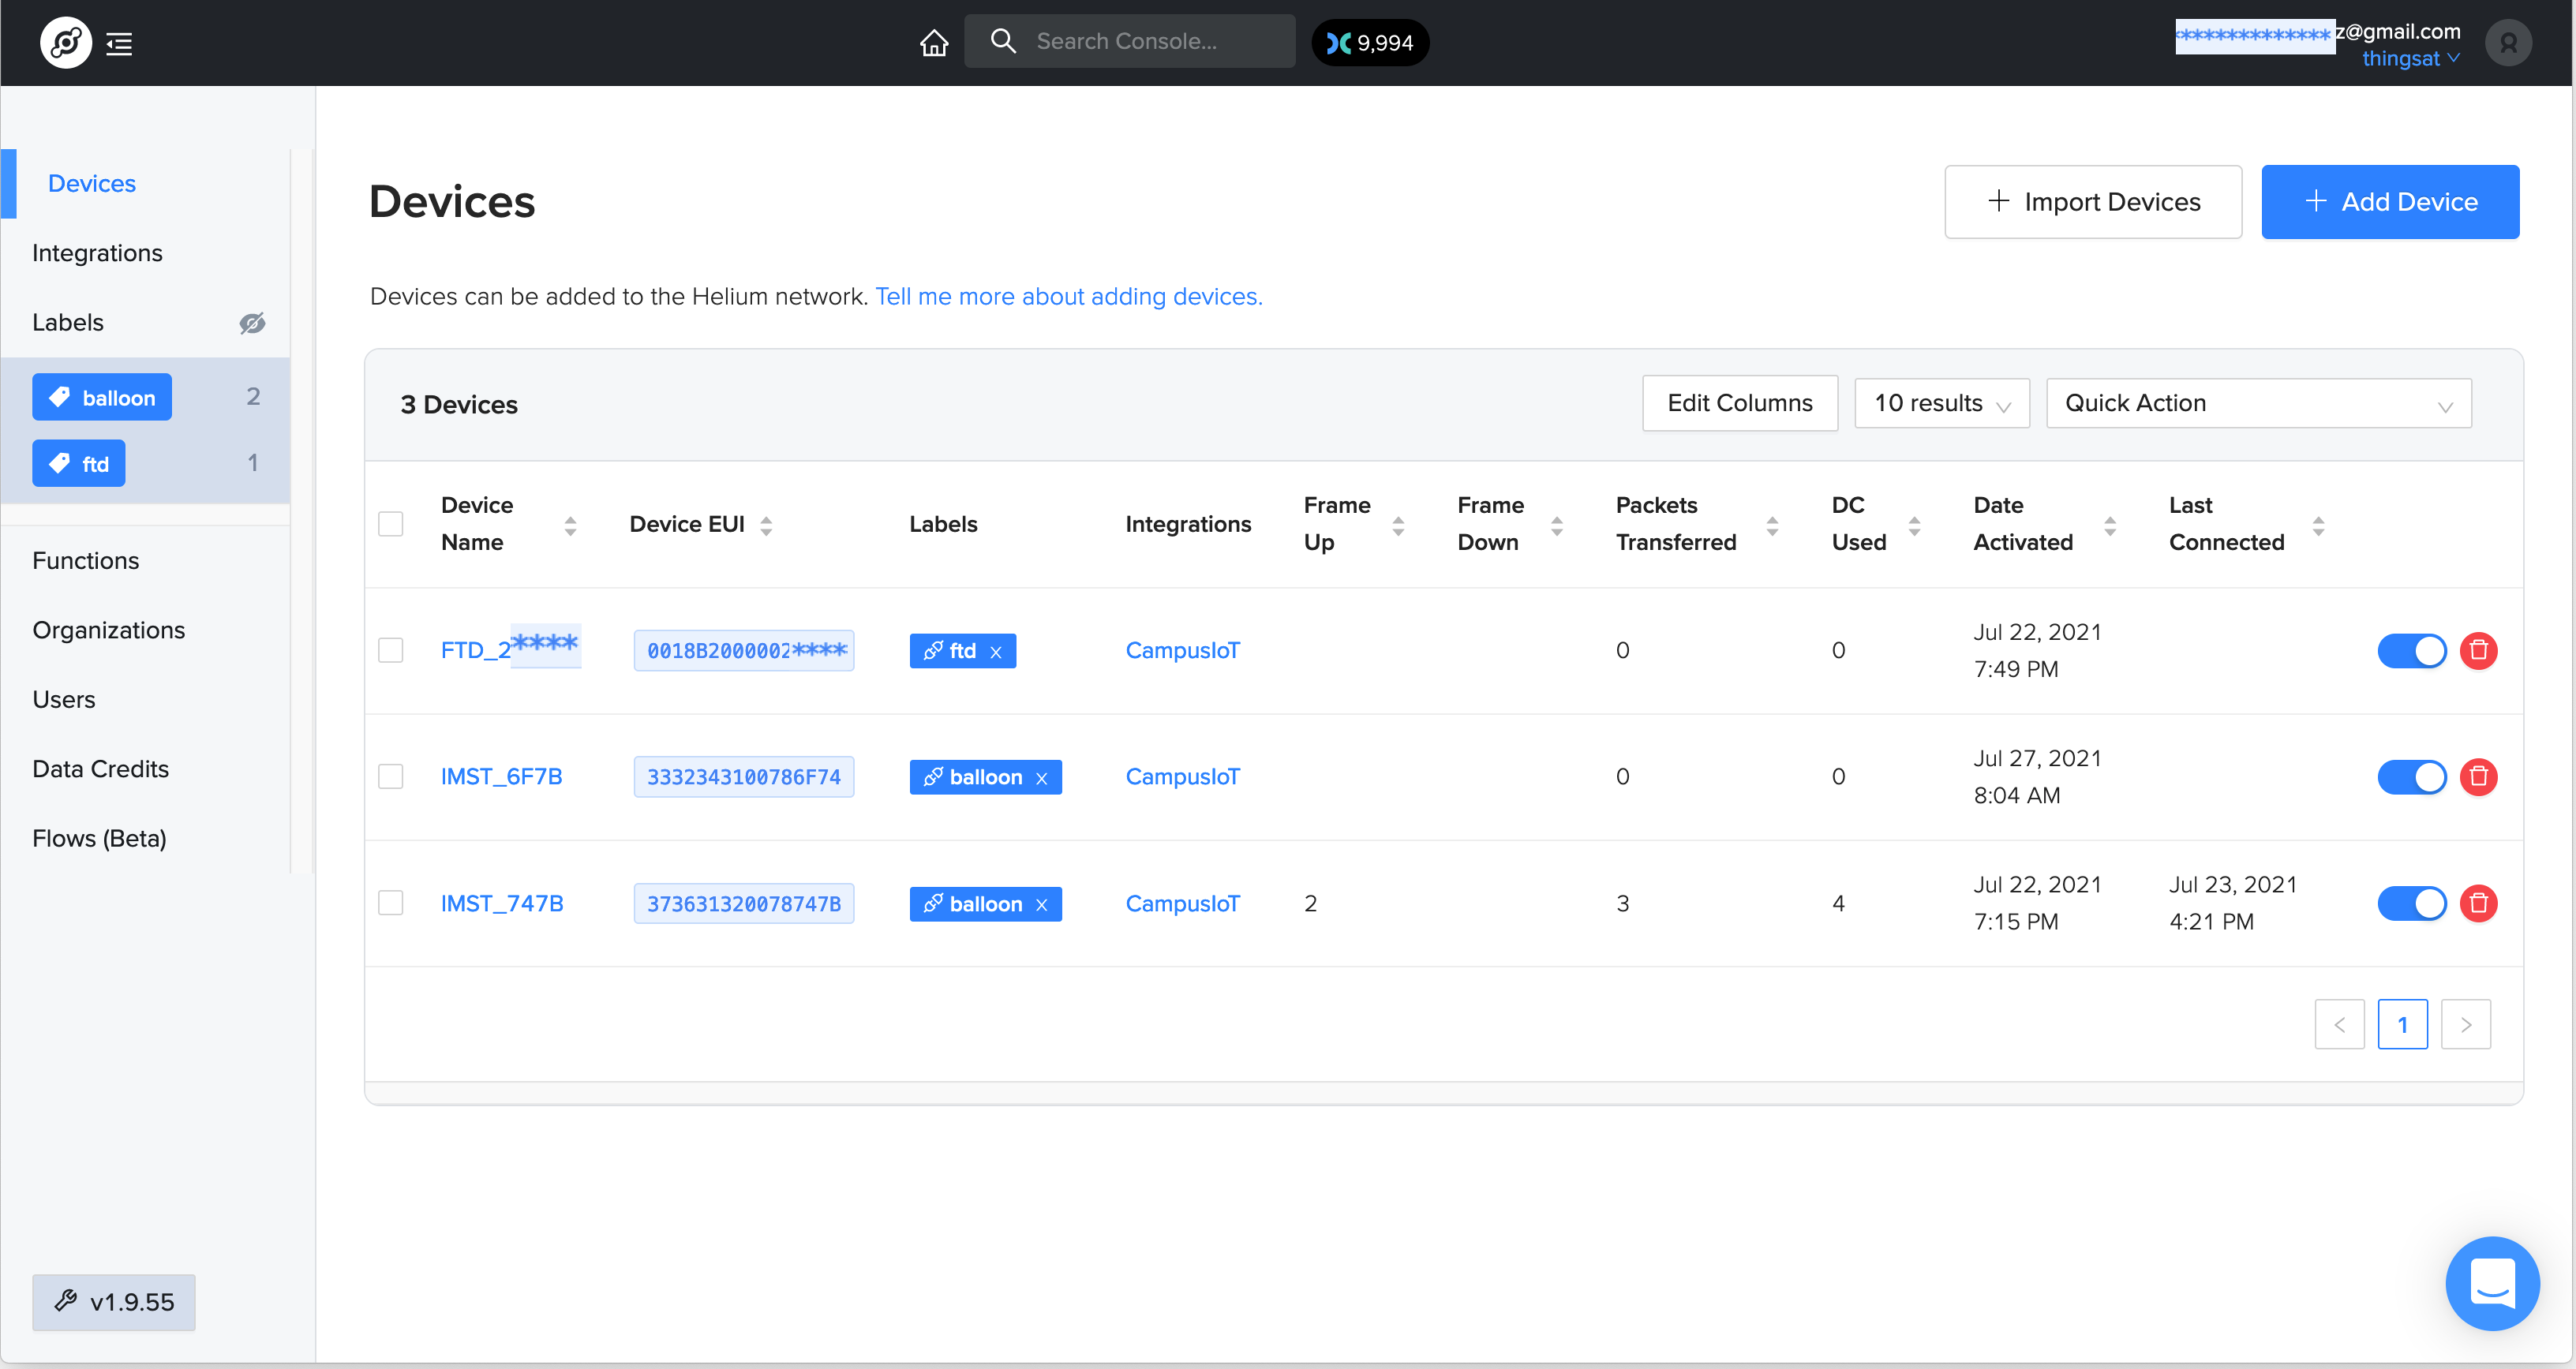 Search Console...
9,994
**************z@gmail.com
thingsat
Devices
Integrations
Labels
balloon 2
ftd 1
Functions
Organizations
Users
Data Credits
Flows (Beta)
v1.9.55
Devices
+ Import Devices
+ Add Device
Devices can be added to the Helium network. Tell me more about adding devices.
3 Devices
Edit Columns
10 results
Quick Action
Device Name Device EUI Labels Integrations Frame Up Frame Down Packets Transferred DC Used Date Activated Last Connected
FTD_2**** 0018B2000002**** ftd x CampusIoT 0 0 Jul 22, 2021 7:49 PM
IMST_6F7B 3332343100786F74 balloon x CampusIoT 0 0 Jul 27, 2021 8:04 AM
IMST_747B 373631320078747B balloon x CampusIoT 2 3 4 Jul 22, 2021 7:15 PM Jul 23, 2021 4:21 PM
< 1 >